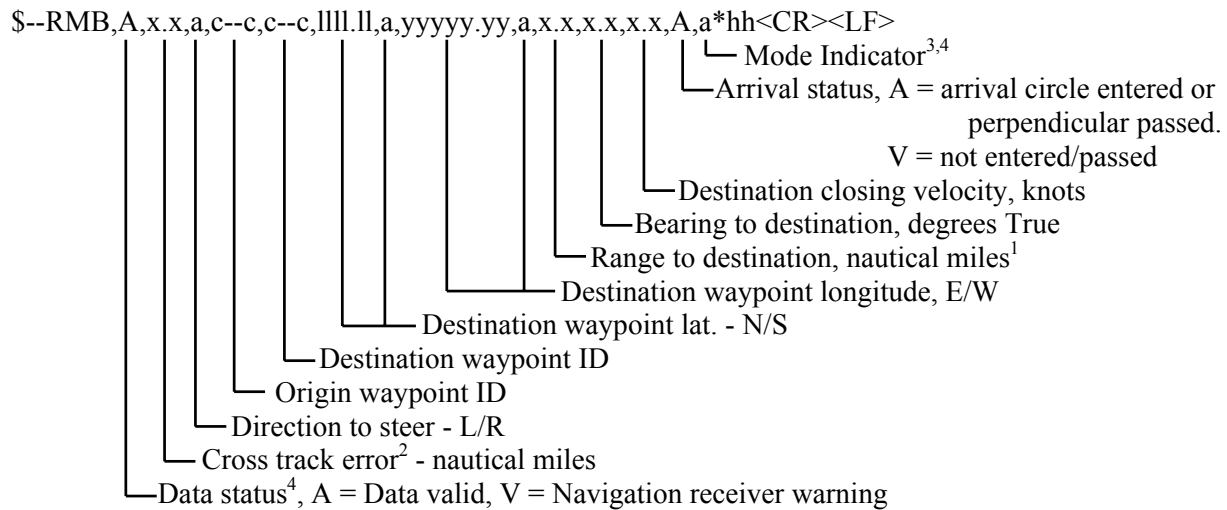 $--RMB,A,x.x,a,c--c,c--c,llll.ll,a,yyyyy.yy,a,x.x,x.x,x.x,A,a*hh<CR><LF>
Mode Indicator3,4
Arrival status, A = arrival circle entered or
perpendicular passed.
V = not entered/passed
Destination closing velocity, knots
Bearing to destination, degrees True
Range to destination, nautical miles1
Destination waypoint longitude, E/W
Destination waypoint lat. - N/S
Destination waypoint ID
Origin waypoint ID
Direction to steer - L/R
Cross track error2 - nautical miles
Data status4, A = Data valid, V = Navigation receiver warning